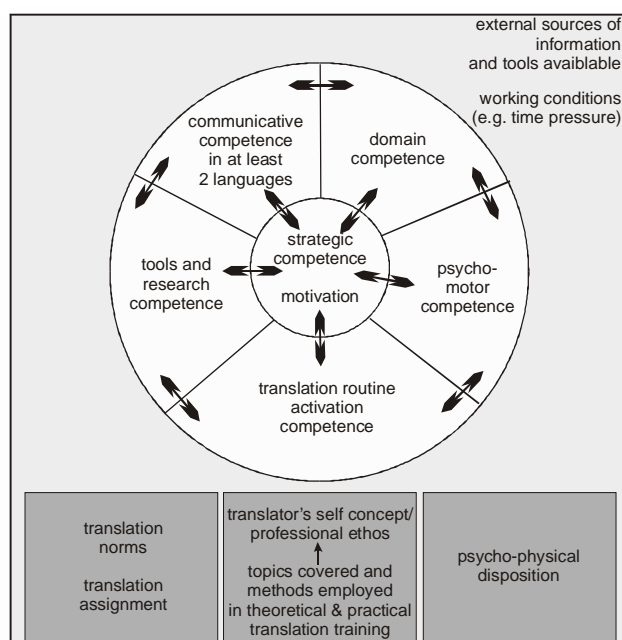 external sources of
information
and tools avaiblable
working conditions
(e.g. time pressure)
communicative
competence
in at least
2 languages
domain
competence
tools and
research
competence
strategic
competence
motivation
psycho-
motor
competence
translation routine
activation
competence
translation
norms
translation
assignment
translator's self concept/
professional ethos
topics covered and
methods employed
in theoretical & practical
translation training
psycho-physical
disposition